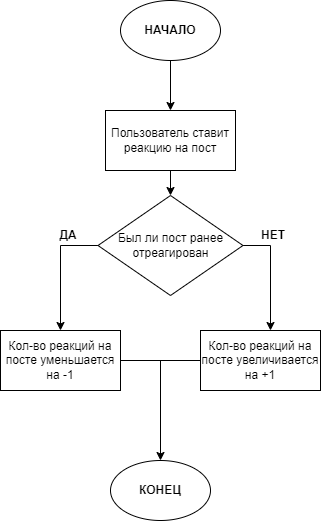 НАЧАЛО
Пользователь ставит
реакцию на пост
ДА
Был ли пост ранее
отреагирован
НЕТ
Кол-во реакций на
посте уменьшается
на -1
Кол-во реакций на
посте увеличивается
на +1
КОНЕЦ